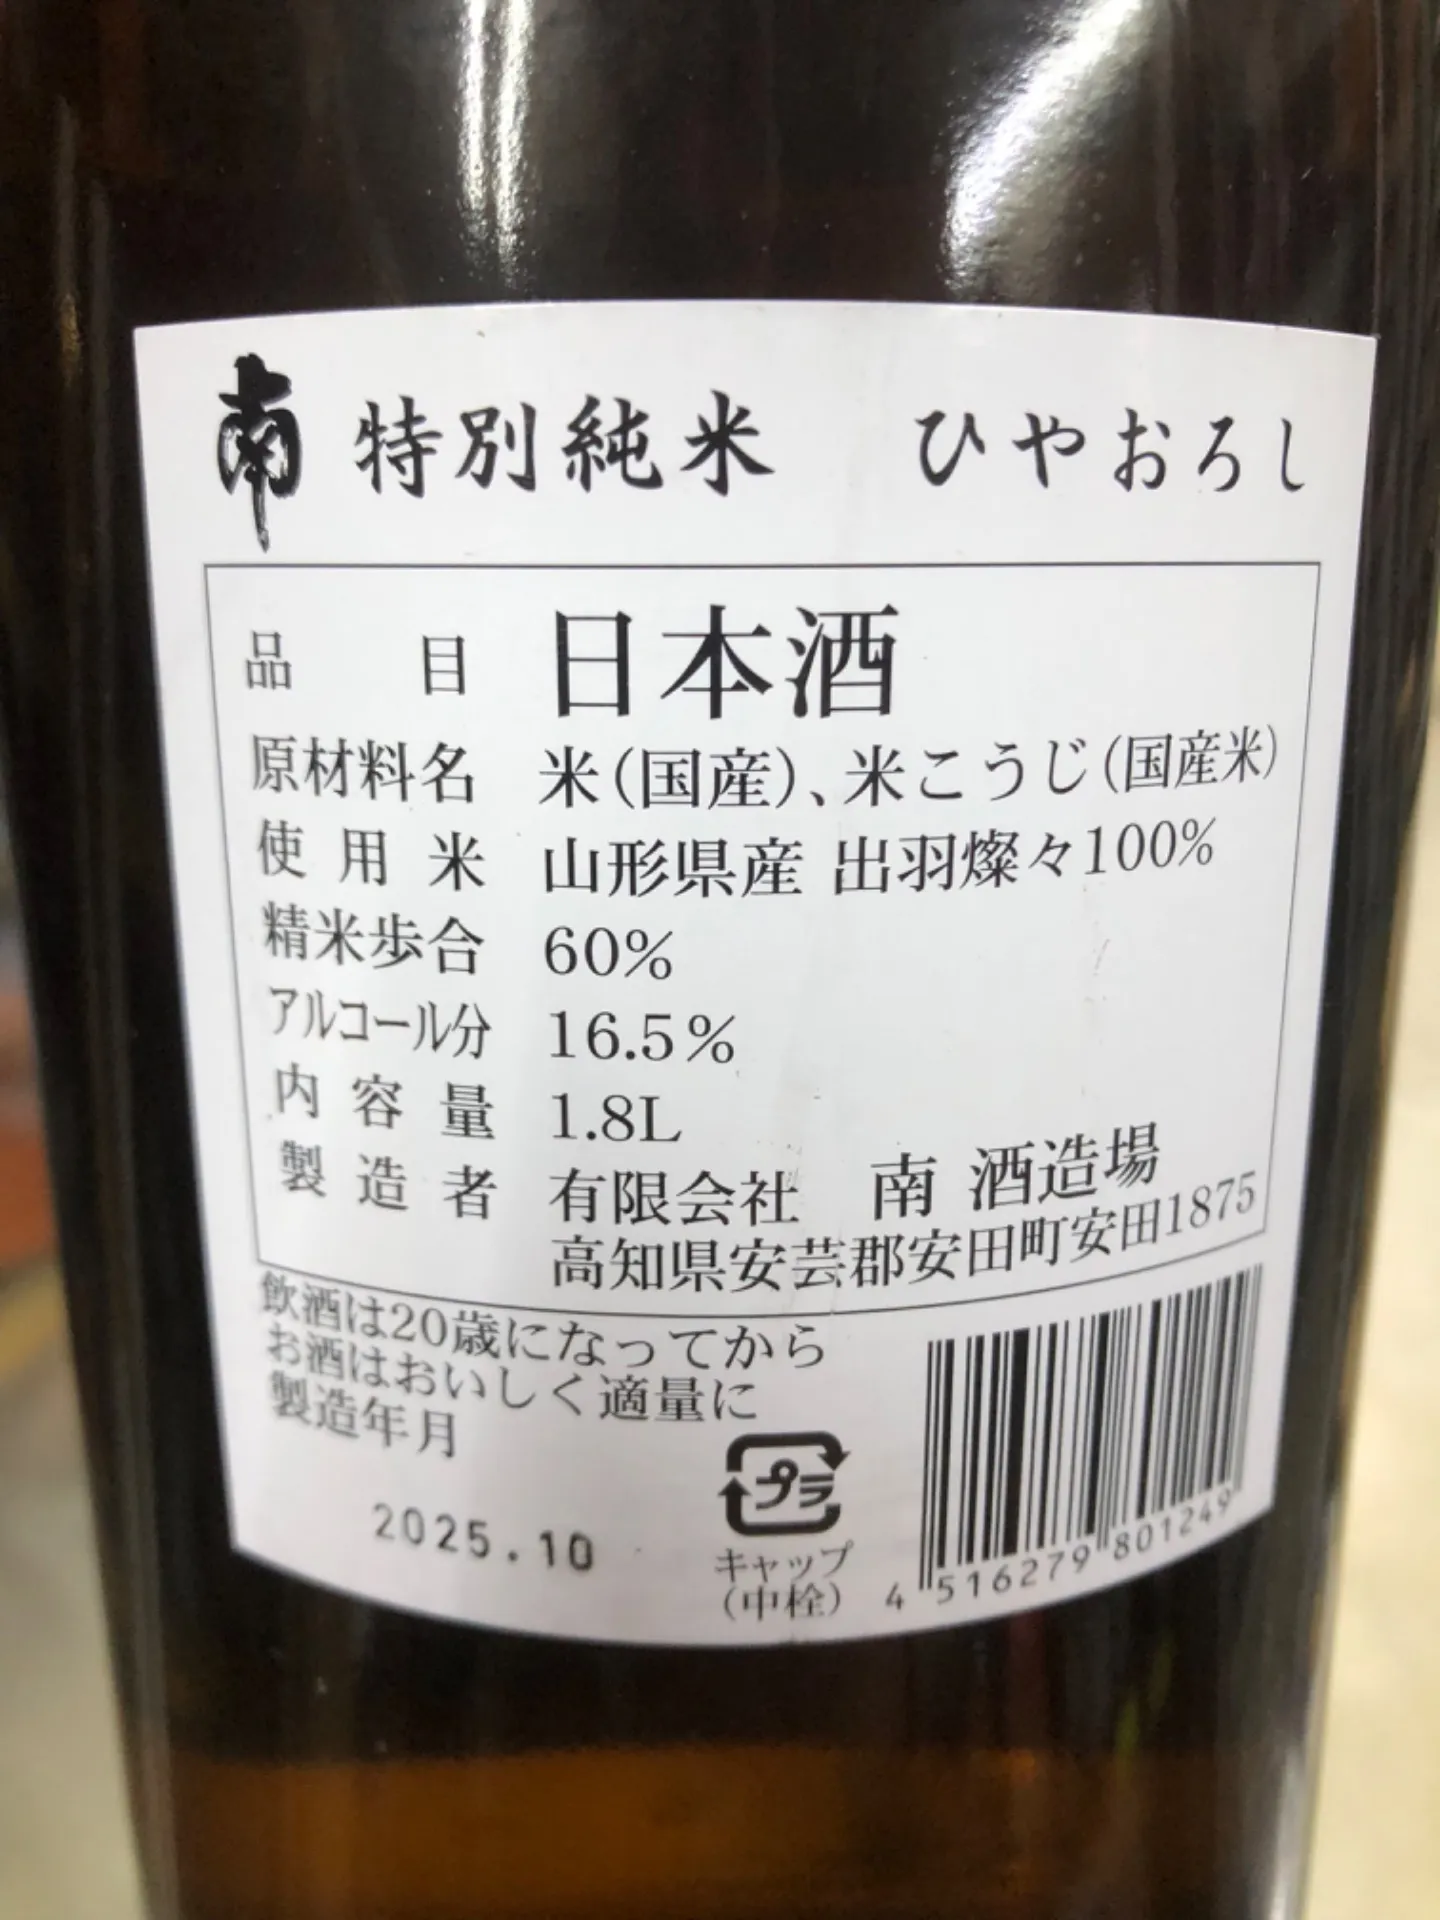 南 特別純米 ひやおろし
品目 日本酒
原材料名 米(国産)、米こうじ(国産米)
使用米 山形県産 出羽燦々100%
精米歩合 60%
アルコール分 16.5%
内容量 1.8L
製造者 有限会社 南 酒造場
高知県安芸郡安田町安田1875
飲酒は20歳になってから
お酒はおいしく適量に
製造年月
2025.10
プラ
キャップ
(中栓)
4 516279 801249